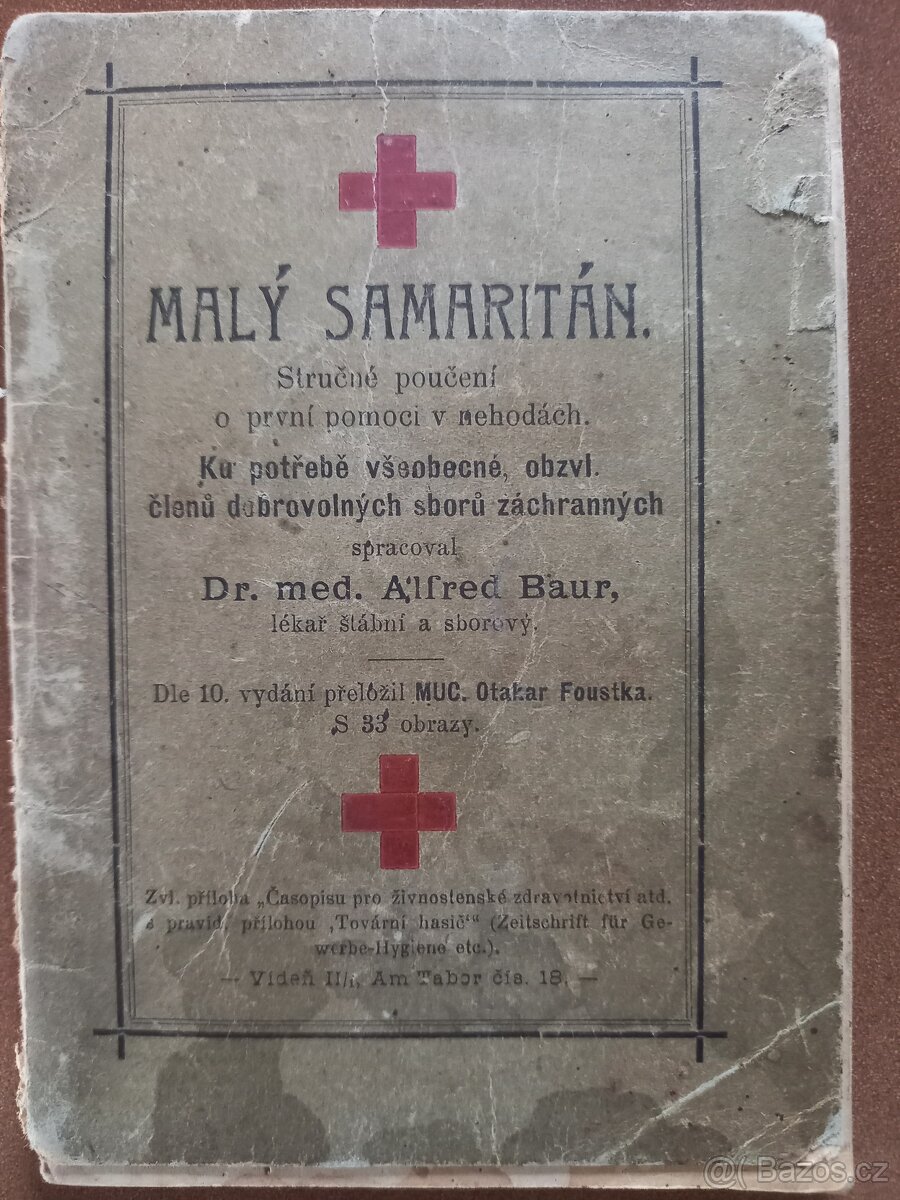 MALÝ SAMARITÁN.
Stručné poučení
o první pomoci v nehodách.
Ku potřebě všeobecné, obzvl.
členů dobrovolných sborů záchranných
spracoval
Dr. med. Alfred Baur,
lékař štábní a sborový.
Dle 10. vydání přeložil MUC. Otakar Foustka.
S 33 obrazy.
Zvl. příloha „Časopisu pro živnostenské zdravotnictví atd.
s pravid. přílohou ‚Tovární hasič‘“ (Zeitschrift für Ge-
werbe-Hygiene etc.).
— Vídeň II/1, Am Tabor čís. 18. —
@( Bazoš.cz